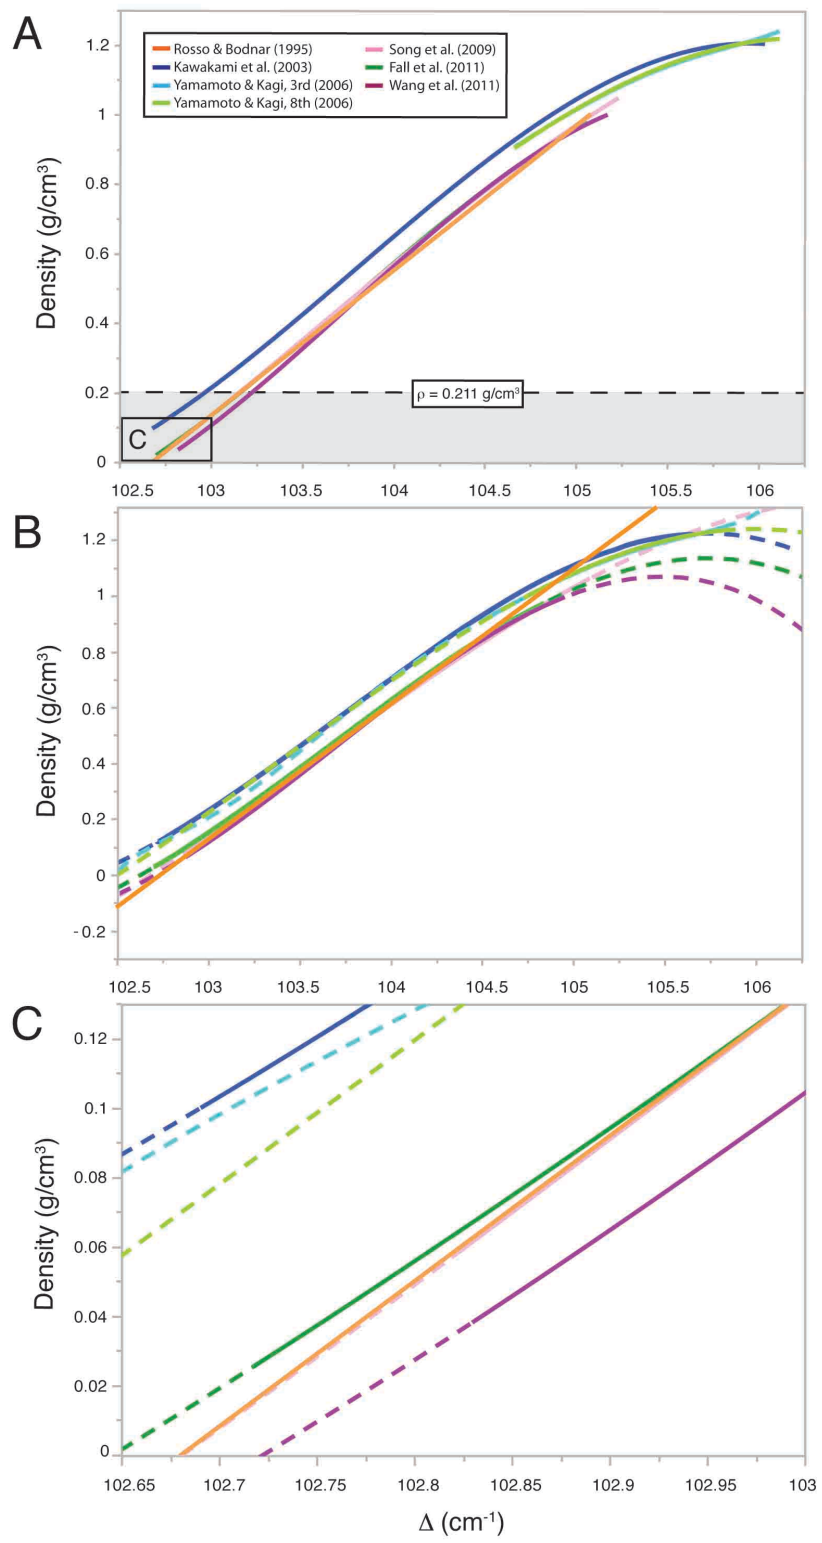 A
Rosso & Bodnar (1995)
Kawakami et al. (2003)
Yamamoto & Kagi, 3rd (2006)
Yamamoto & Kagi, 8th (2006)
Song et al. (2009)
Fall et al. (2011)
Wang et al. (2011)
Density (g/cm³)
1.2
1
0.8
0.6
0.4
0.2
0
ρ = 0.211 g/cm³
C
102.5 103 103.5 104 104.5 105 105.5 106
B
Density (g/cm³)
1.2
1
0.8
0.6
0.4
0.2
0
-0.2
102.5 103 103.5 104 104.5 105 105.5 106
C
Density (g/cm³)
0.12
0.1
0.08
0.06
0.04
0.02
0
102.65 102.7 102.75 102.8 102.85 102.9 102.95 103
Δ (cm⁻¹)